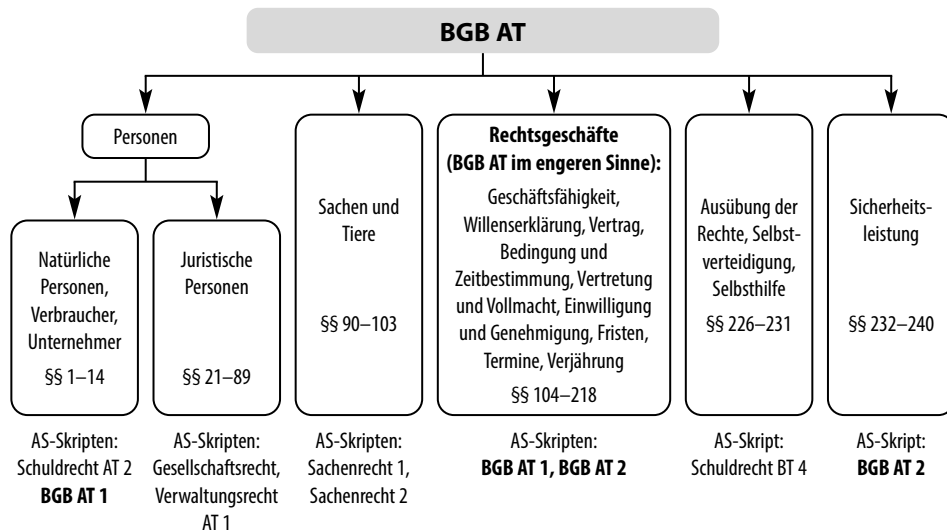 BGB AT
Personen
Natürliche
Personen,
Verbraucher,
Unternehmer
§§ 1–14
AS-Skripten:
Schuldrecht AT 2
BGB AT 1
Juristische
Personen
§§ 21–89
AS-Skripten:
Gesellschaftsrecht,
Verwaltungsrecht
AT 1
Sachen und
Tiere
§§ 90–103
AS-Skripten:
Sachenrecht 1,
Sachenrecht 2
Rechtsgeschäfte
(BGB AT im engeren Sinne):
Geschäftsfähigkeit,
Willenserklärung, Vertrag,
Bedingung und
Zeitbestimmung, Vertretung
und Vollmacht, Einwilligung
und Genehmigung, Fristen,
Termine, Verjährung
§§ 104–218
AS-Skripten:
BGB AT 1, BGB AT 2
Ausübung der
Rechte, Selbst-
verteidigung,
Selbsthilfe
§§ 226–231
AS-Skript:
Schuldrecht BT 4
Sicherheits-
leistung
§§ 232–240
AS-Skript:
BGB AT 2